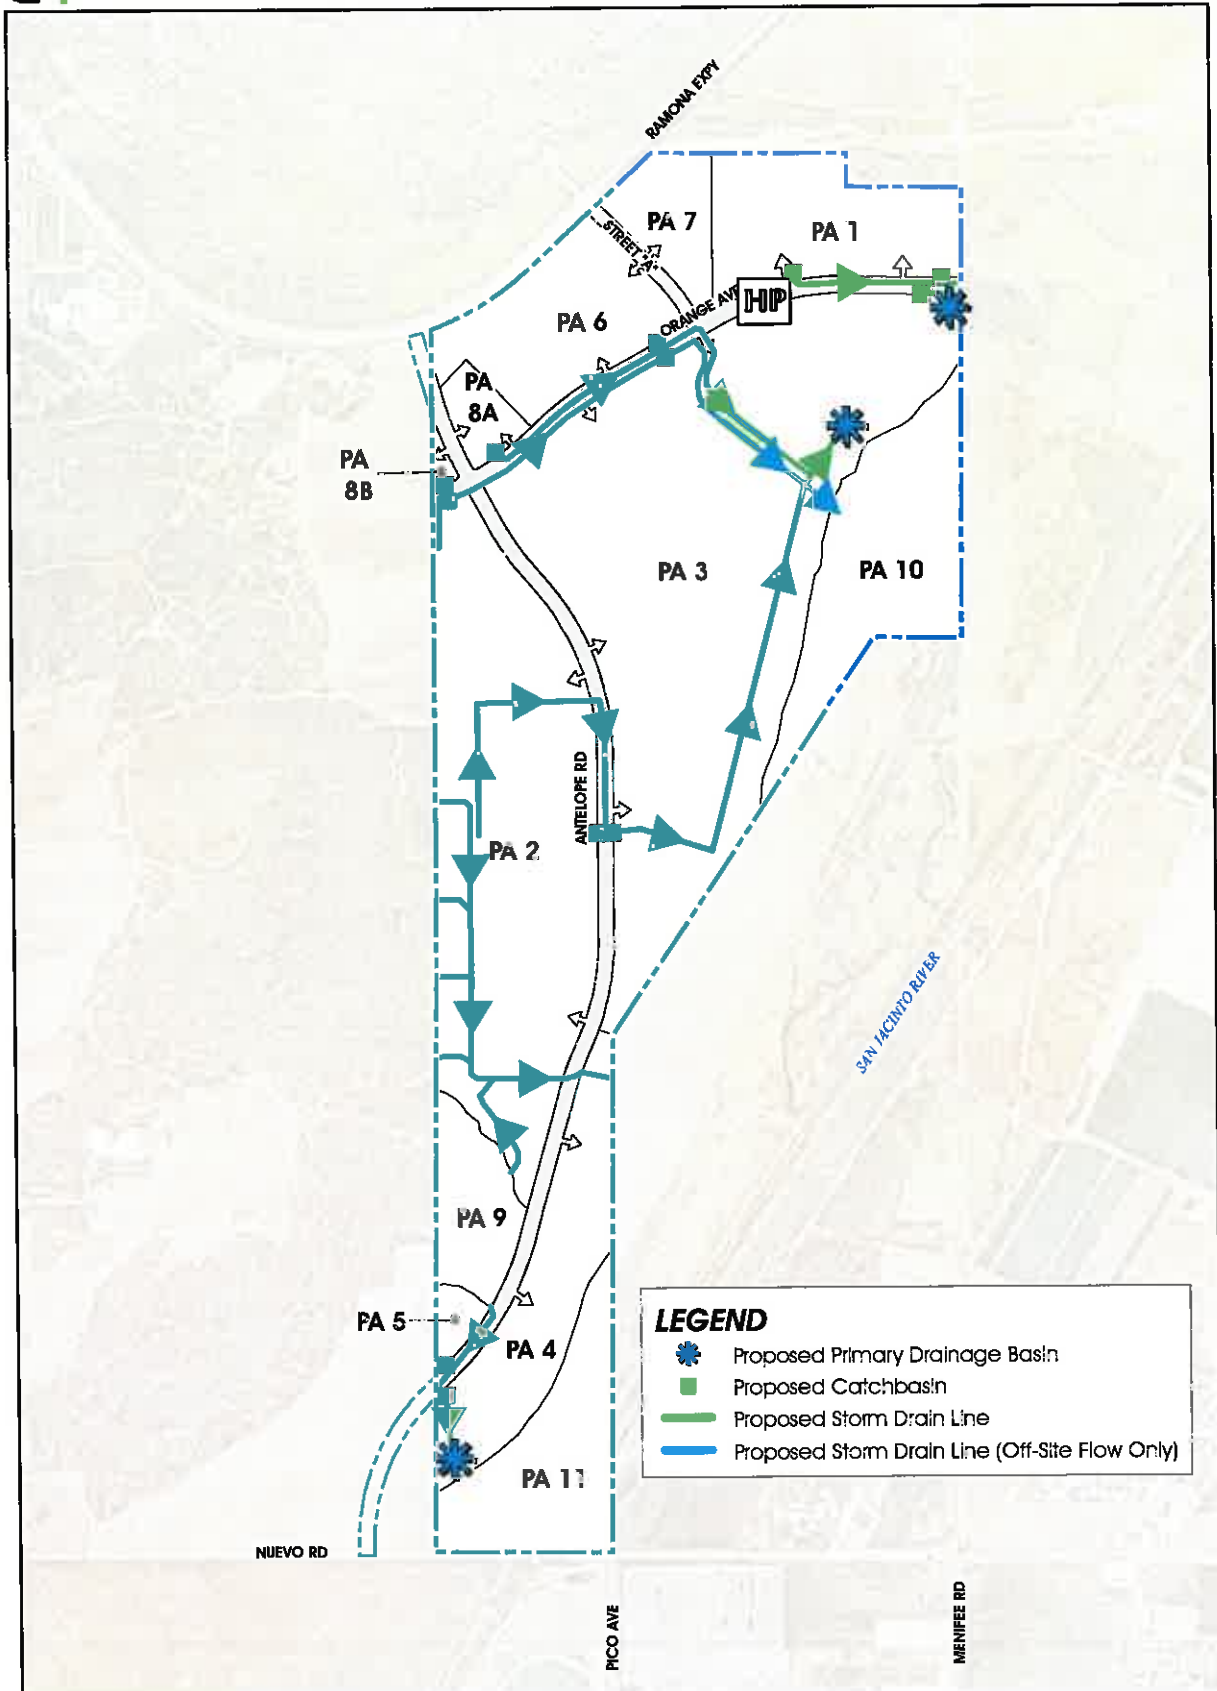 RAMONA EXPY
PA 7
STREET "A"
PA 1
HP
ORANGE AVE
PA 6
PA
8A
PA
8B
PA 3
PA 10
ANTELOPE RD
PA 2
SAN JACINTO RIVER
PA 9
PA 5
PA 4
PA 11
NUEVO RD
PICO AVE
MENIFEE RD
LEGEND
Proposed Primary Drainage Basin
Proposed Catchbasin
Proposed Storm Drain Line
Proposed Storm Drain Line (Off-Site Flow Only)